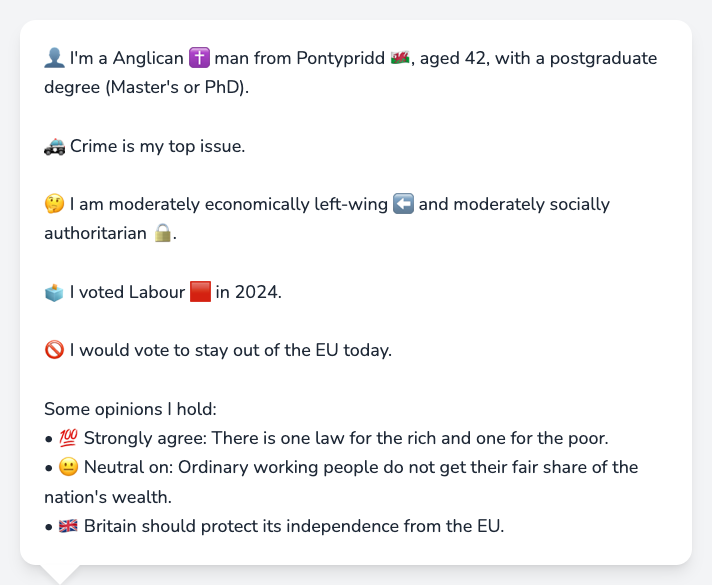 👤 I'm a Anglican ✝️ man from Pontypridd 🏴󠁧󠁢󠁷󠁬󠁳󠁿, aged 42, with a postgraduate
degree (Master's or PhD).
🚓 Crime is my top issue.
🤔 I am moderately economically left-wing ⬅️ and moderately socially
authoritarian 🔒.
🗳️ I voted Labour 🟥 in 2024.
🚫 I would vote to stay out of the EU today.
Some opinions I hold:
• 💯 Strongly agree: There is one law for the rich and one for the poor.
• 😐 Neutral on: Ordinary working people do not get their fair share of the
nation's wealth.
• 🇬🇧 Britain should protect its independence from the EU.